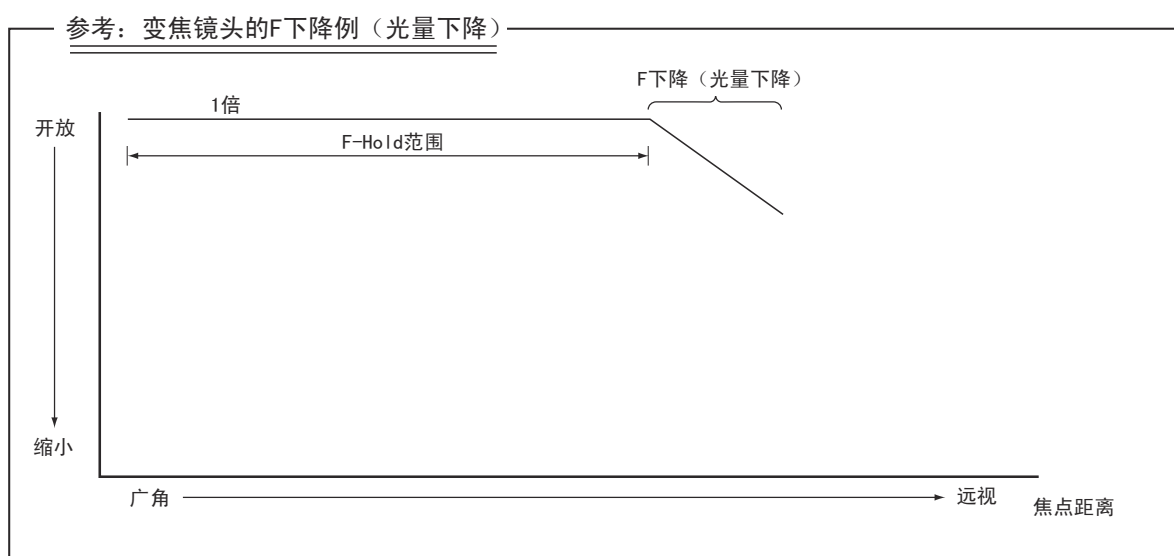 参考：变焦镜头的F下降例（光量下降）
F下降（光量下降）
1倍
开放
F-Hold范围
缩小
广角
远视
焦点距离